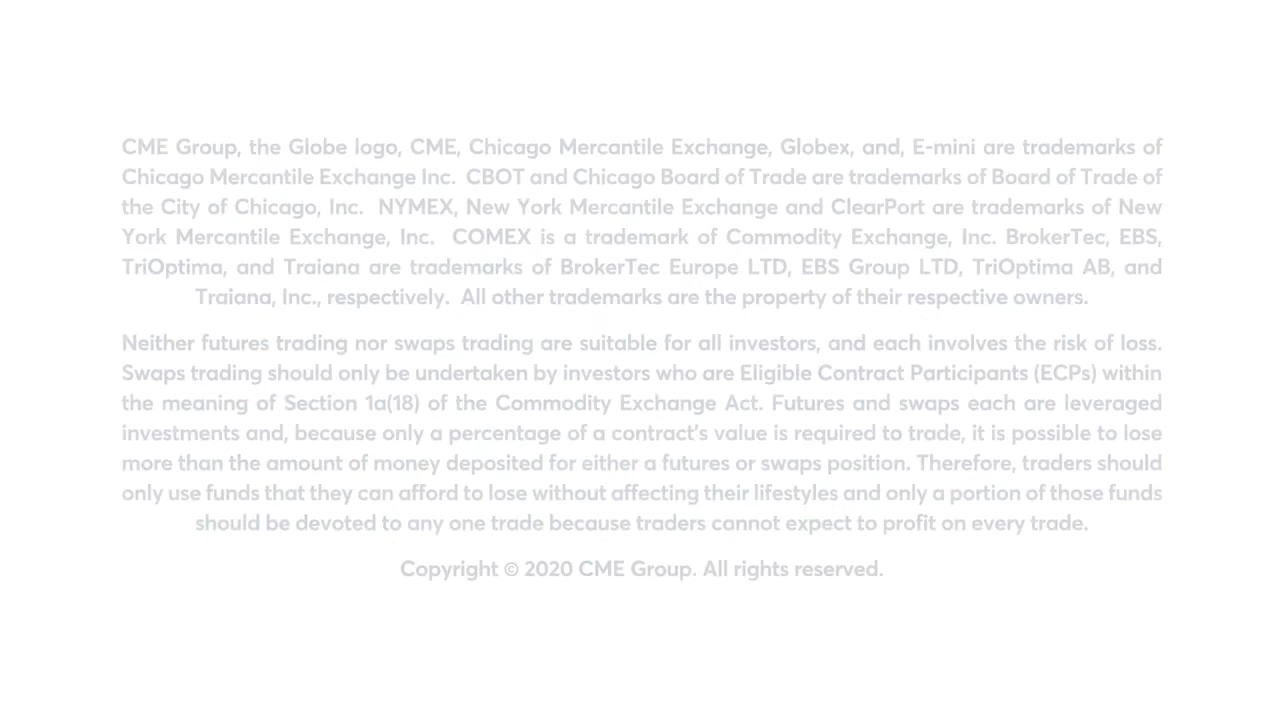 CME Group, the Globe logo, CME, Chicago Mercantile Exchange, Globex, and, E-mini are trademarks of
Chicago Mercantile Exchange Inc.  CBOT and Chicago Board of Trade are trademarks of Board of Trade of
the City of Chicago, Inc.  NYMEX, New York Mercantile Exchange and ClearPort are trademarks of New
York Mercantile Exchange, Inc.  COMEX is a trademark of Commodity Exchange, Inc. BrokerTec, EBS,
TriOptima, and Traiana are trademarks of BrokerTec Europe LTD, EBS Group LTD, TriOptima AB, and
Traiana, Inc., respectively.  All other trademarks are the property of their respective owners.
Neither futures trading nor swaps trading are suitable for all investors, and each involves the risk of loss.
Swaps trading should only be undertaken by investors who are Eligible Contract Participants (ECPs) within
the meaning of Section 1a(18) of the Commodity Exchange Act. Futures and swaps each are leveraged
investments and, because only a percentage of a contract's value is required to trade, it is possible to lose
more than the amount of money deposited for either a futures or swaps position. Therefore, traders should
only use funds that they can afford to lose without affecting their lifestyles and only a portion of those funds
should be devoted to any one trade because traders cannot expect to profit on every trade.
Copyright © 2020 CME Group. All rights reserved.